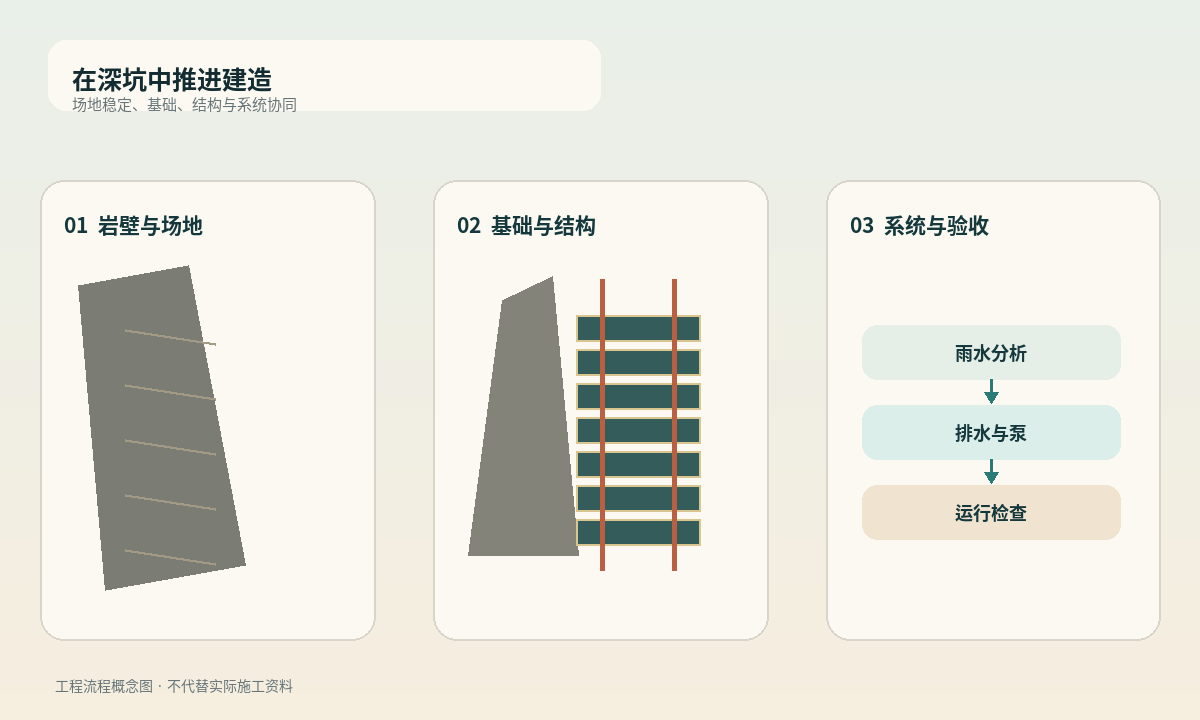 在深坑中推进建造
场地稳定、基础、结构与系统协同
01 岩壁与场地
02 基础与结构
03 系统与验收
雨水分析
排水与泵
运行检查
工程流程概念图 · 不代替实际施工资料